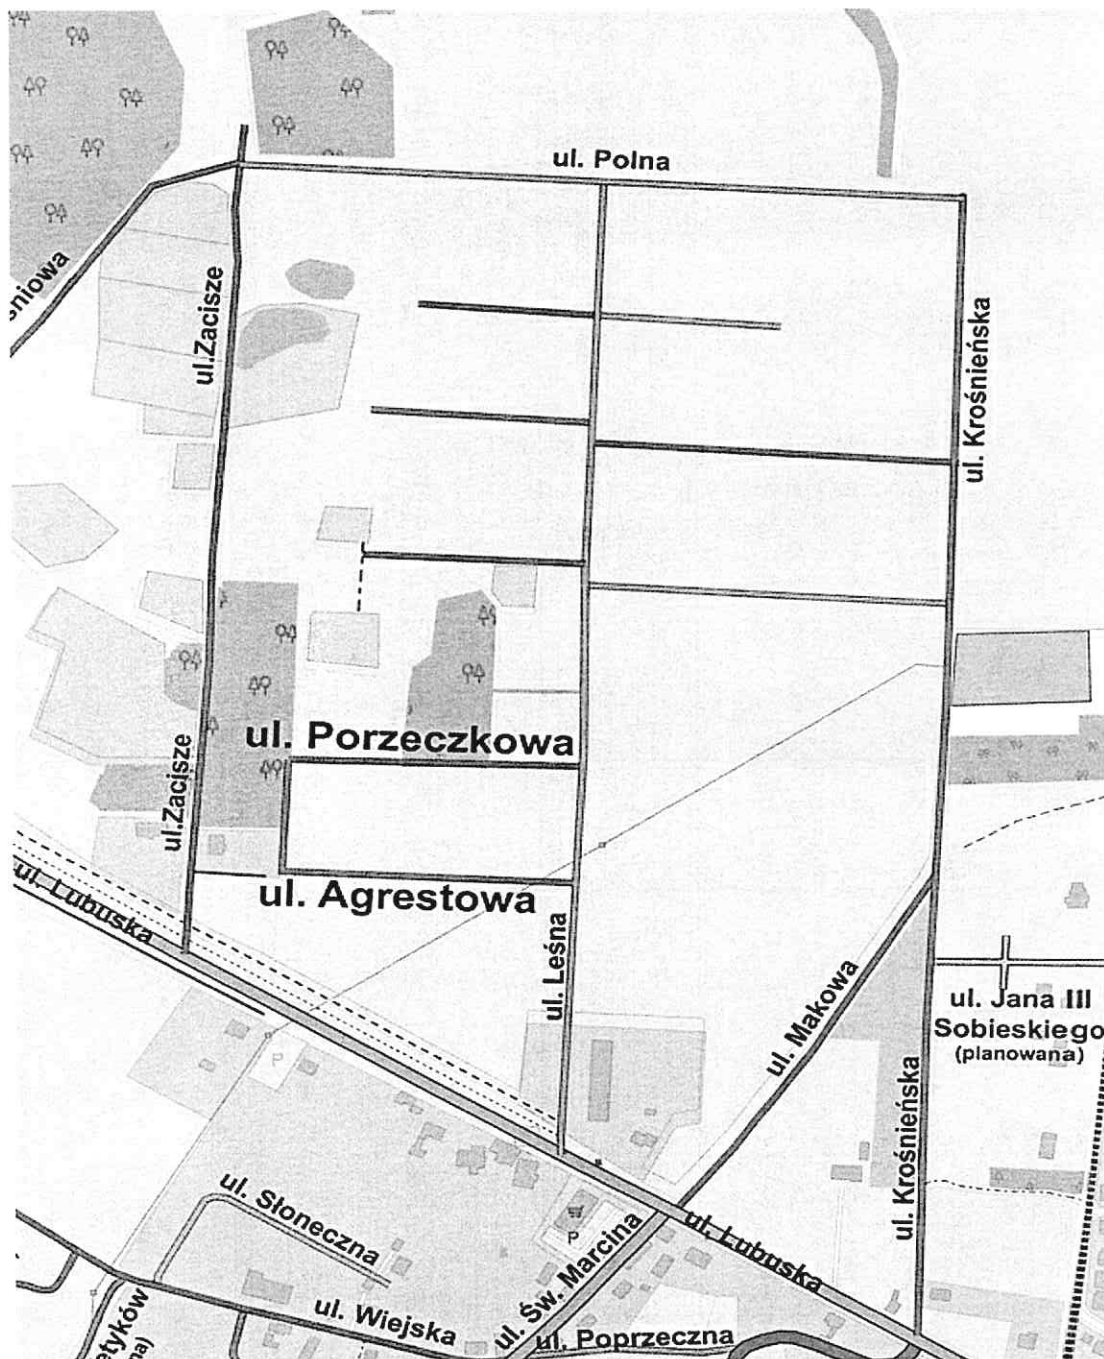 ul. Polna
ul.Zacisze
ul. Krośnieńska
ul. Porzeczkowa
ul.Zacisze
ul. Agrestowa
ul. Lubuska
ul. Leśna
ul. Makowa
ul. Jana III
Sobieskiego
(planowana)
P
ul. Krośnieńska
ul. Słoneczna
P
ul. Św. Marcina
ul. Lubuska
ul. Wiejska
ul. Poprzeczna